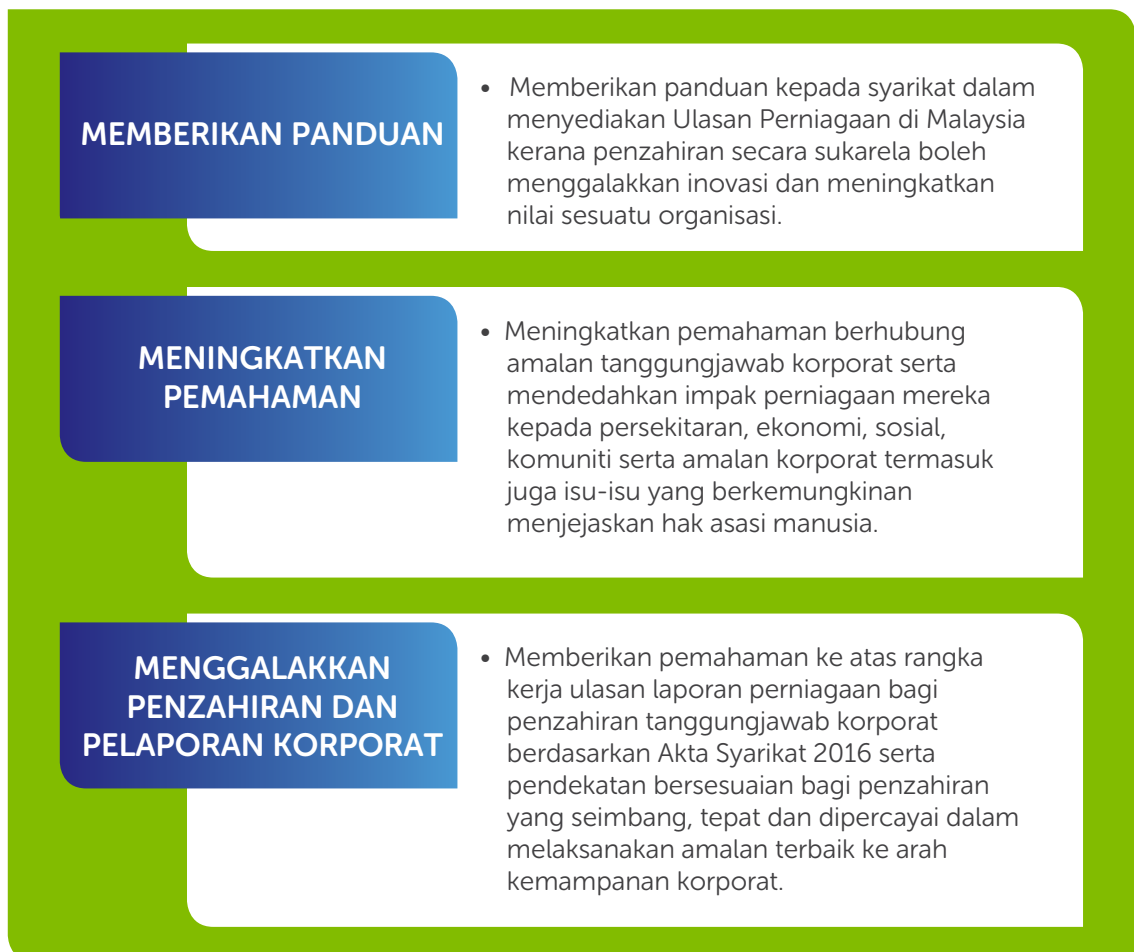 MEMBERIKAN PANDUAN
• Memberikan panduan kepada syarikat dalam
menyediakan Ulasan Perniagaan di Malaysia
kerana penzahiran secara sukarela boleh
menggalakkan inovasi dan meningkatkan
nilai sesuatu organisasi.
MENINGKATKAN
PEMAHAMAN
• Meningkatkan pemahaman berhubung
amalan tanggungjawab korporat serta
mendedahkan impak perniagaan mereka
kepada persekitaran, ekonomi, sosial,
komuniti serta amalan korporat termasuk
juga isu-isu yang berkemungkinan
menjejaskan hak asasi manusia.
MENGGALAKKAN
PENZAHIRAN DAN
PELAPORAN KORPORAT
• Memberikan pemahaman ke atas rangka
kerja ulasan laporan perniagaan bagi
penzahiran tanggungjawab korporat
berdasarkan Akta Syarikat 2016 serta
pendekatan bersesuaian bagi penzahiran
yang seimbang, tepat dan dipercayai dalam
melaksanakan amalan terbaik ke arah
kemampanan korporat.